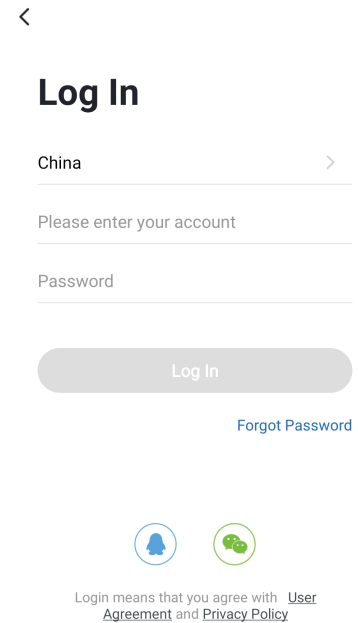 Log In
China
Please enter your account
Password
Log In
Forgot Password
Login means that you agree with User
Agreement and Privacy Policy